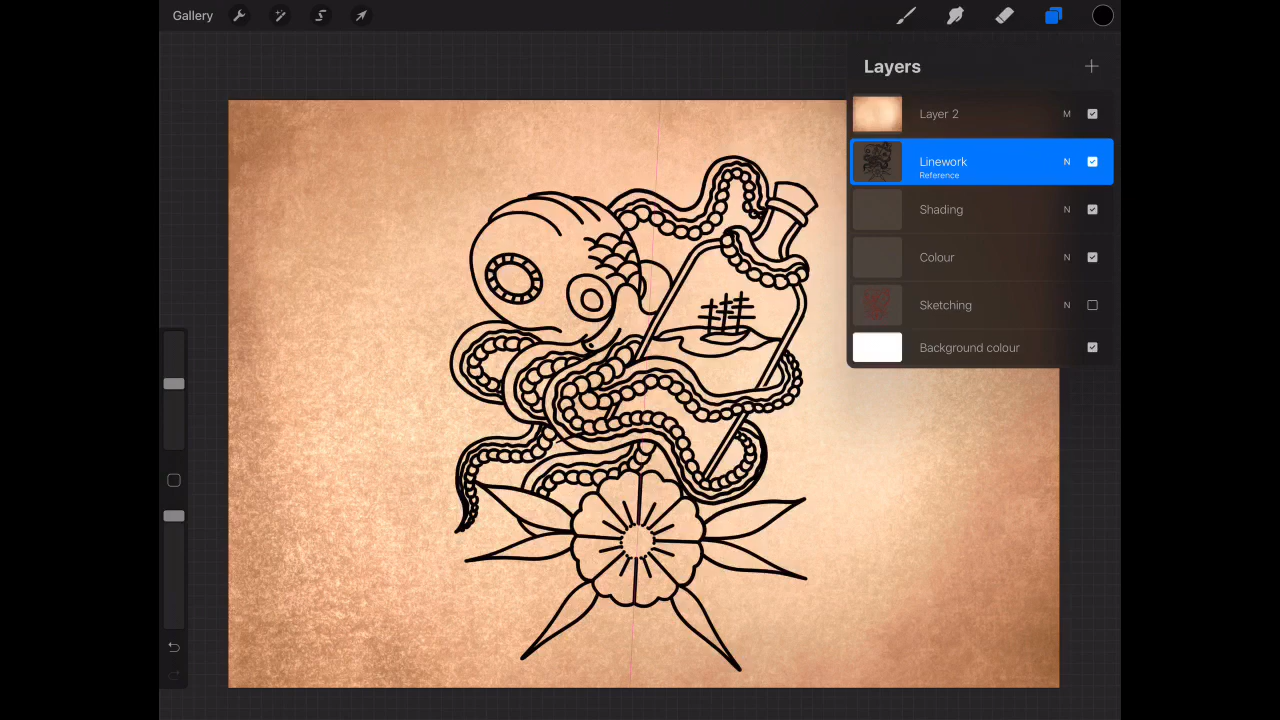 Gallery
Layers
Layer 2 M
Linework N
Reference
Shading N
Colour N
Sketching N
Background colour